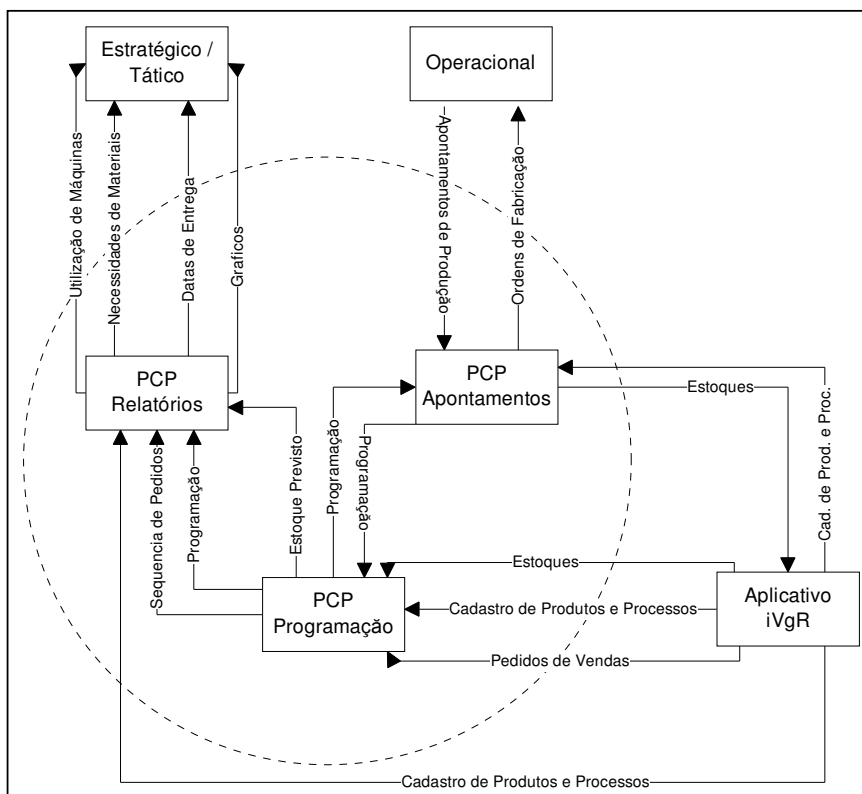 Estratégico /
Tático
Operacional
Utilização de Máquinas
Necessidades de Materiais
Datas de Entrega
Graficos
Apontamentos de Produção
Ordens de Fabricação
PCP
Relatórios
PCP
Apontamentos
Estoques
Cad. de Prod. e Proc.
Sequencia de Pedidos
Programação
Estoque Previsto
Programação
Programação
Estoques
PCP
Programação
Cadastro de Produtos e Processos
Aplicativo
iVgR
Pedidos de Vendas
Cadastro de Produtos e Processos